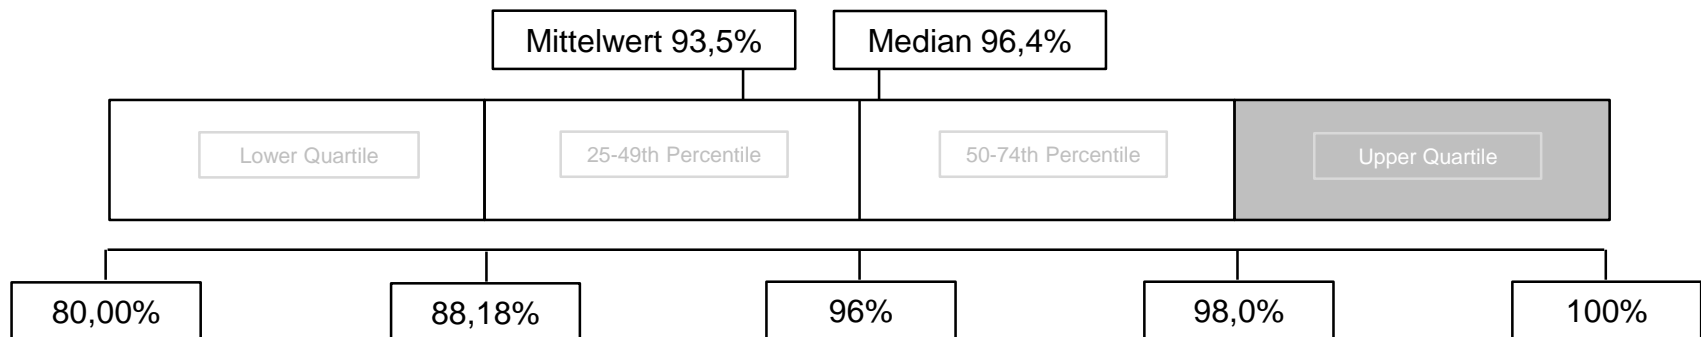 Mittelwert 93,5%
Median 96,4%
Lower Quartile
25-49th Percentile
50-74th Percentile
Upper Quartile
80,00%
88,18%
96%
98,0%
100%